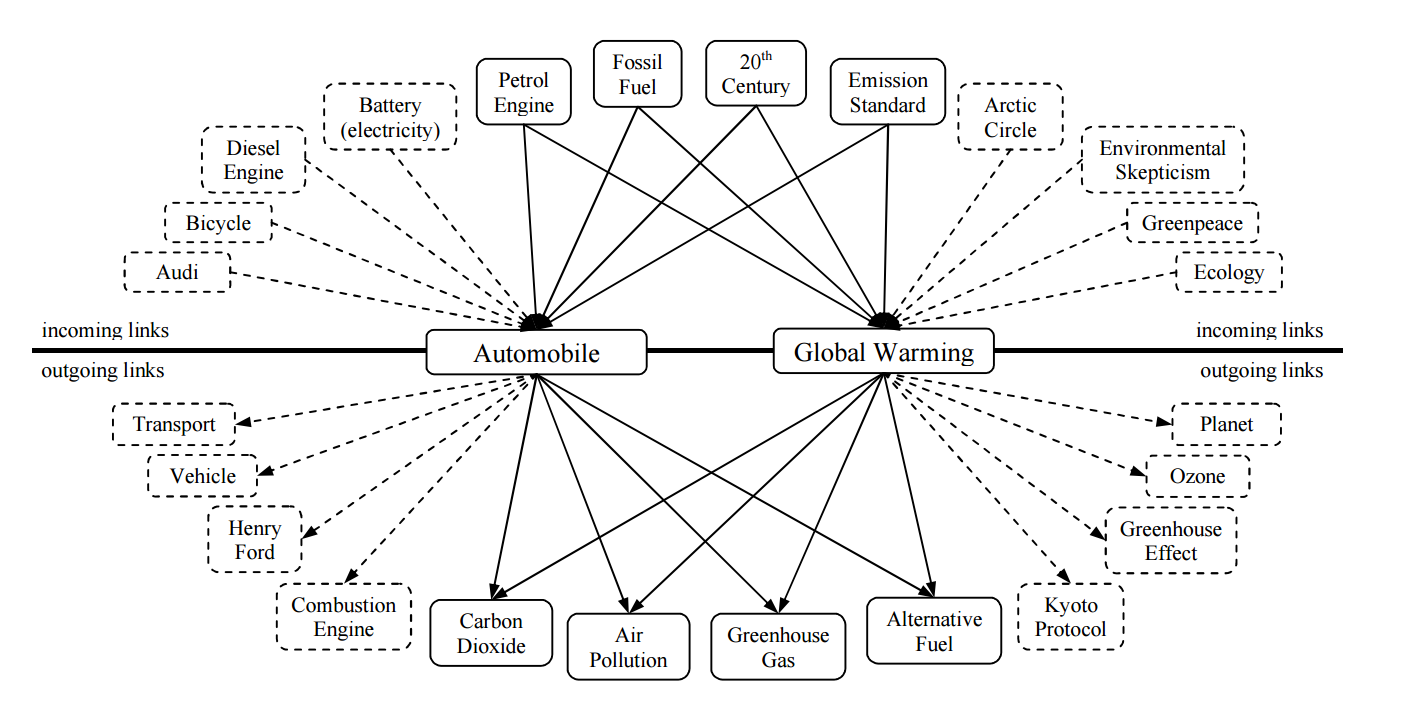 Fossil
Fuel
20th
Century
Petrol
Engine
Emission
Standard
Battery
(electricity)
Arctic
Circle
Diesel
Engine
Environmental
Skepticism
Bicycle
Greenpeace
Audi
Ecology
incoming links
incoming links
Automobile
Global Warming
outgoing links
outgoing links
Transport
Planet
Vehicle
Ozone
Henry
Ford
Greenhouse
Effect
Combustion
Engine
Carbon
Dioxide
Air
Pollution
Greenhouse
Gas
Alternative
Fuel
Kyoto
Protocol